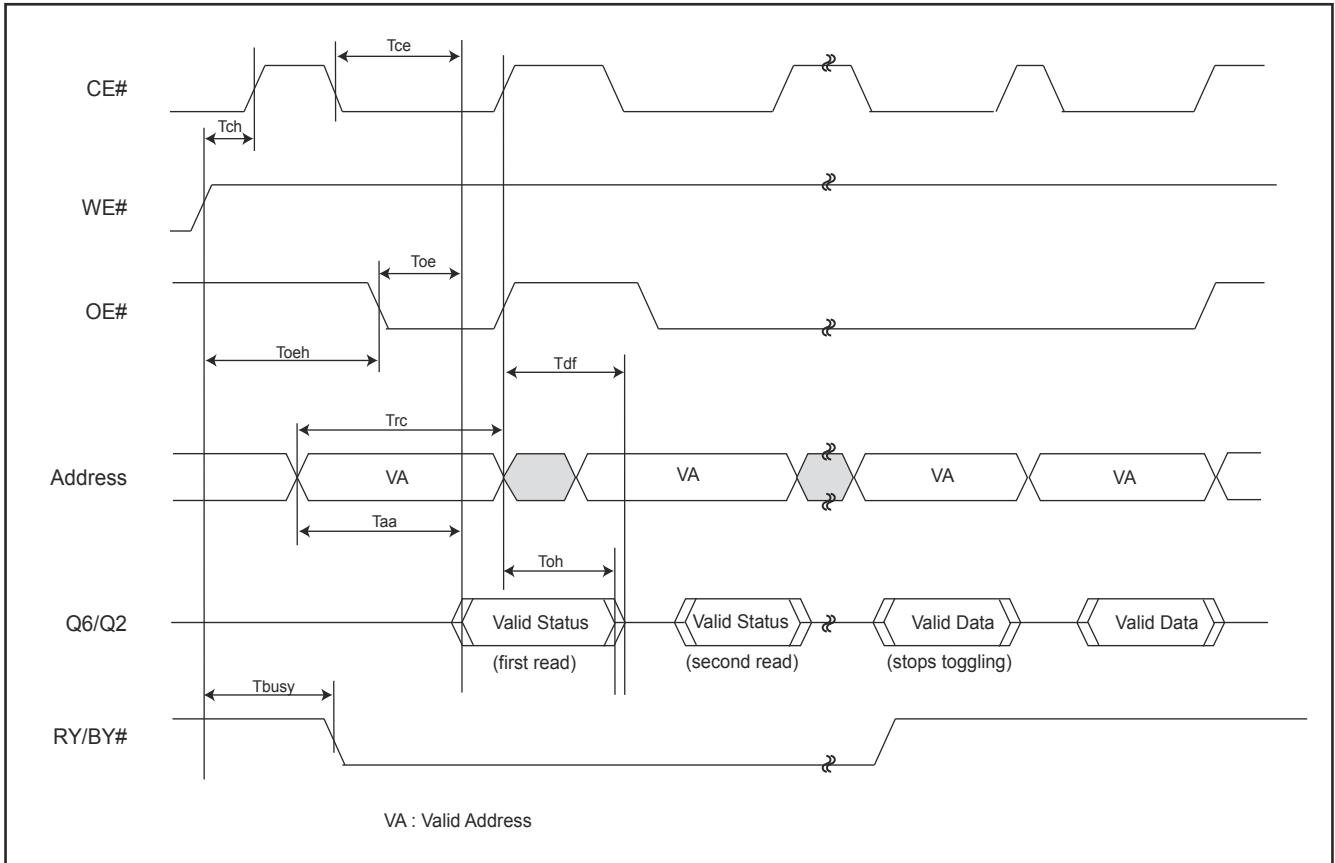 Tce
CE#
Tch
WE#
Toe
OE#
Toeh
Tdf
Trc
Address
VA
VA
VA
VA
Taa
Toh
Q6/Q2
Valid Status
Valid Status
Valid Data
Valid Data
(first read)
(second read)
(stops toggling)
Tbusy
RY/BY#
VA : Valid Address